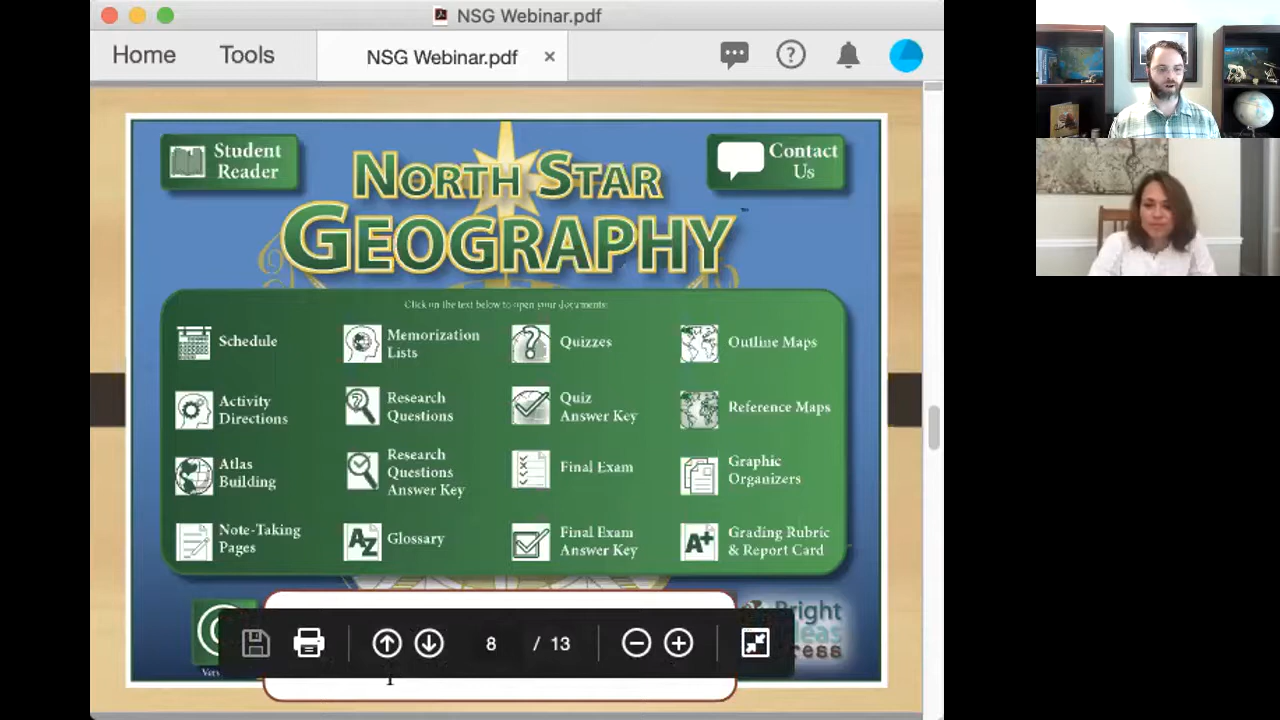 NSG Webinar.pdf
Home
Tools
NSG Webinar.pdf
Student
Reader
NORTH STAR
GEOGRAPHY
Contact
Us
Click on the text below to open your documents:
Schedule
Memorization
Lists
Quizzes
Outline Maps
Activity
Directions
Research
Questions
Quiz
Answer Key
Reference Maps
Atlas
Building
Research
Questions
Answer Key
Final Exam
Graphic
Organizers
Note-Taking
Pages
Glossary
Final Exam
Answer Key
Grading Rubric
& Report Card
8 / 13